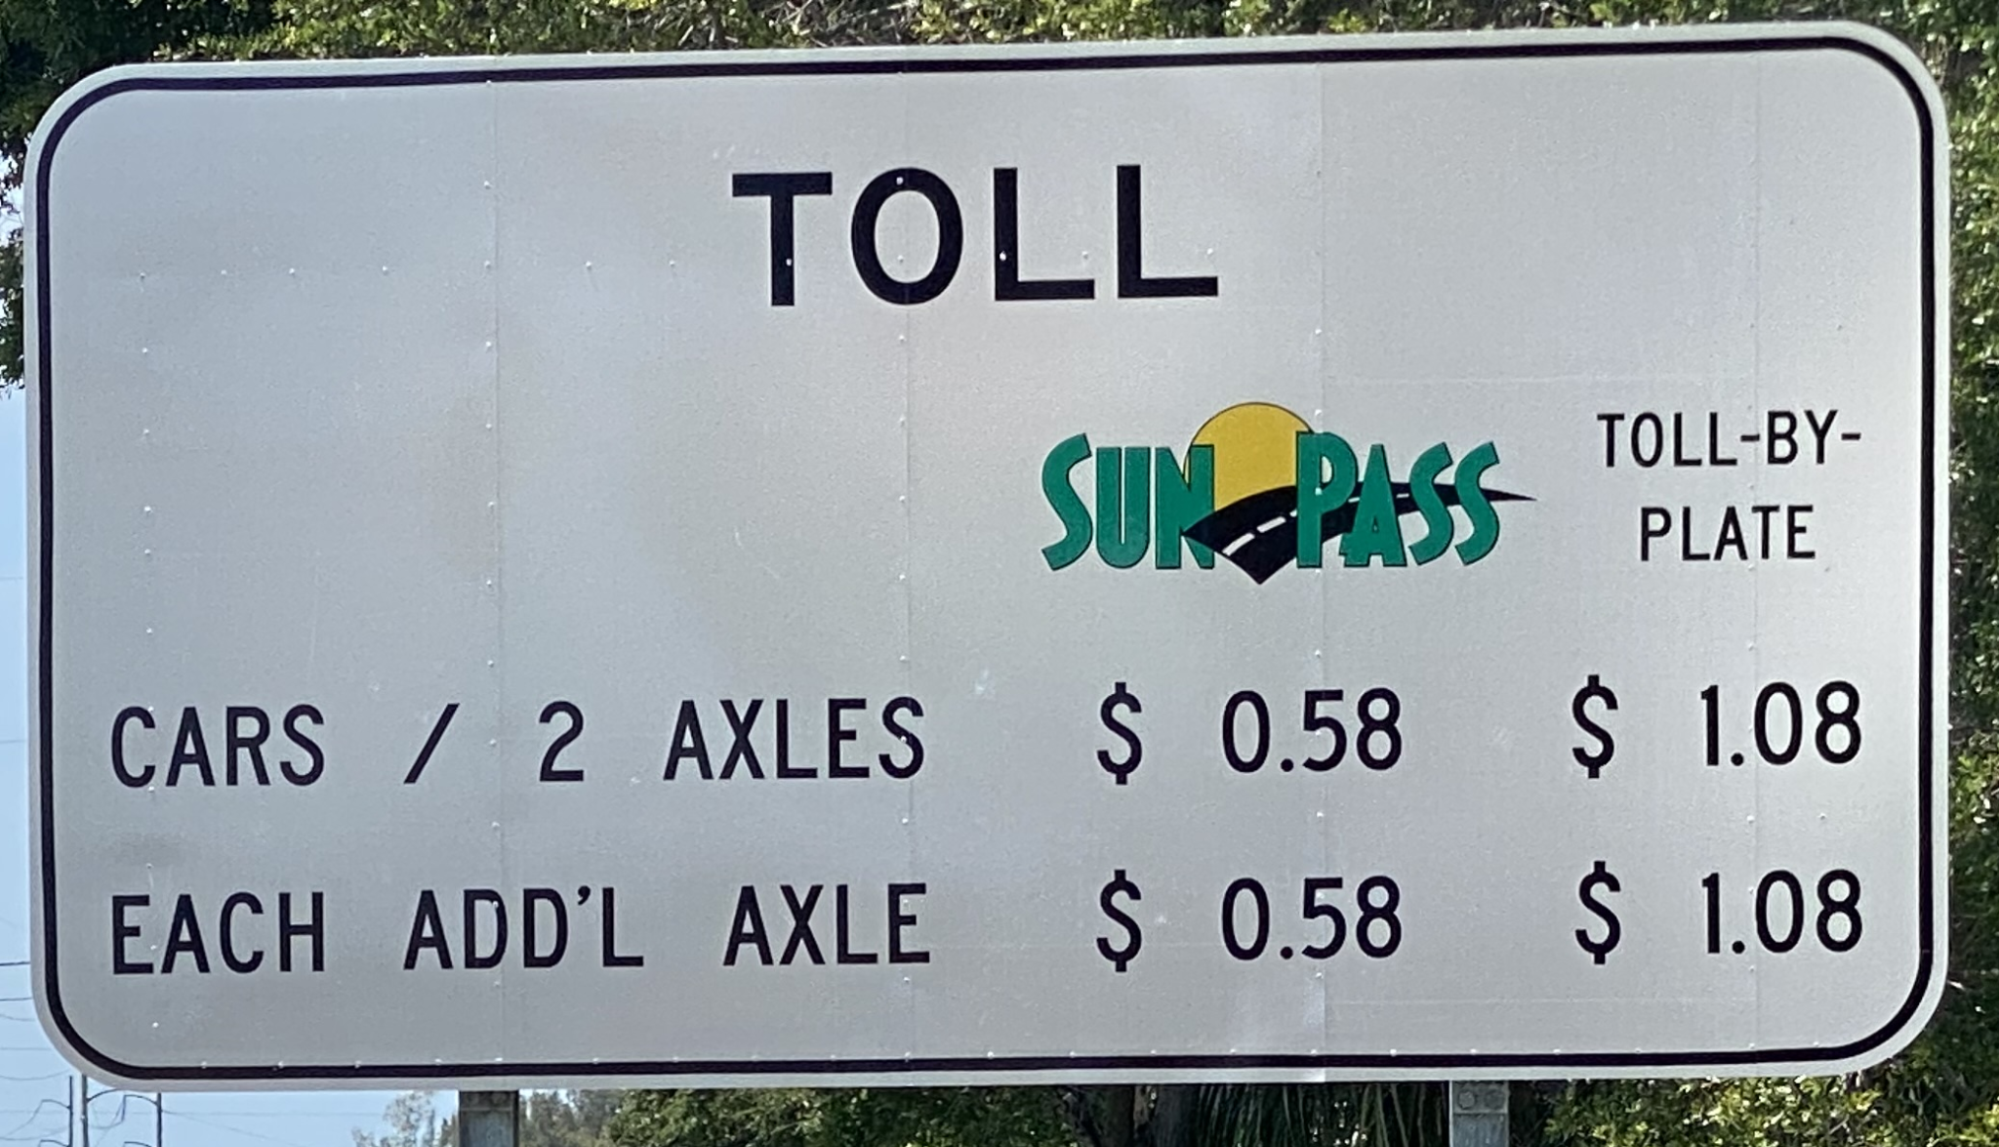 TOLL
SUNPASS TOLL-BY-
PLATE
CARS / 2 AXLES $ 0.58 $ 1.08
EACH ADD'L AXLE $ 0.58 $ 1.08